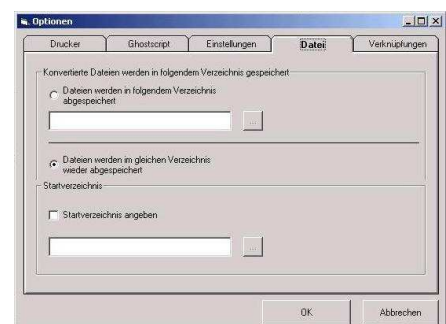 Optionen
Drucker Ghostscript Einstellungen Datei Verknüpfungen
Konvertierte Dateien werden in folgendem Verzeichnis gespeichert
Dateien werden in folgendem Verzeichnis
abgespeichert
...
Dateien werden im gleichen Verzeichnis
wieder abgespeichert
Startverzeichnis
Startverzeichnis angeben
...
OK Abbrechen